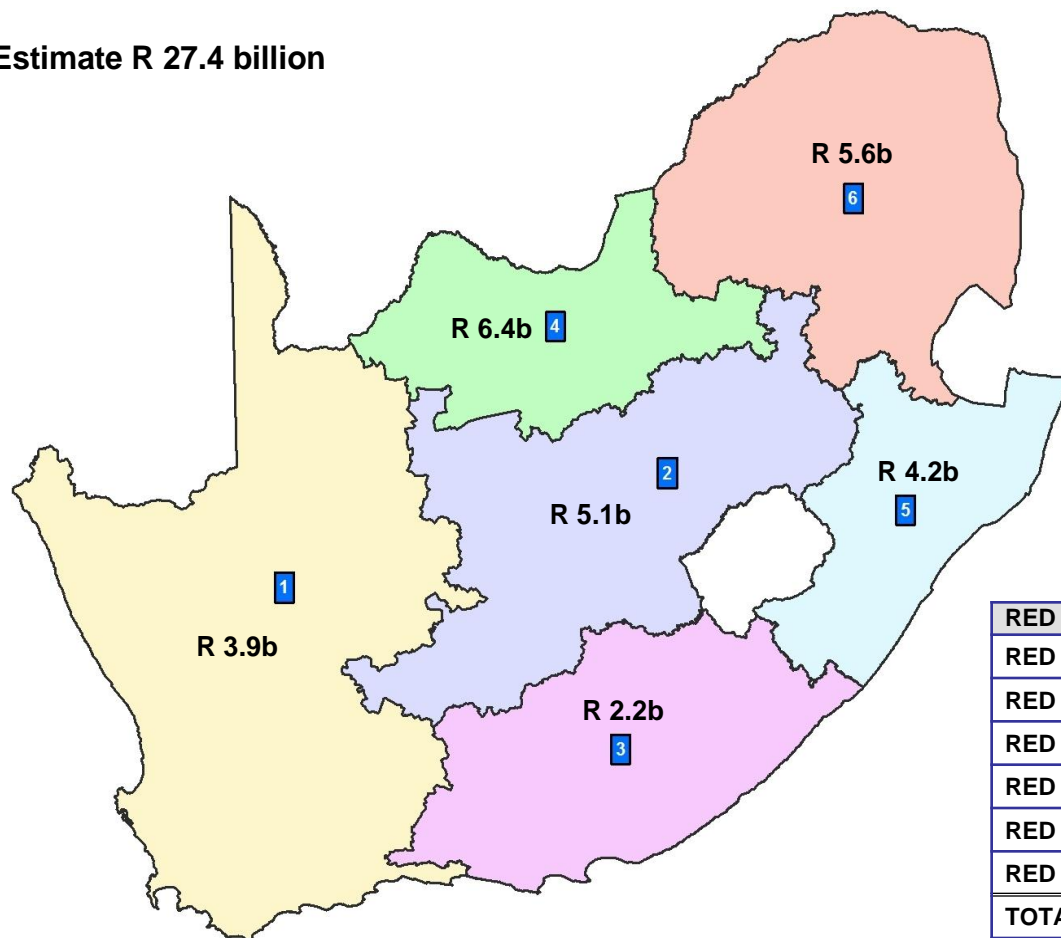 Estimate R 27.4 billion
R 5.6b
6
R 6.4b
4
R 4.2b
5
2
R 5.1b
1
R 3.9b
R 2.2b
3
RED
RED
RED
RED
RED
RED
RED